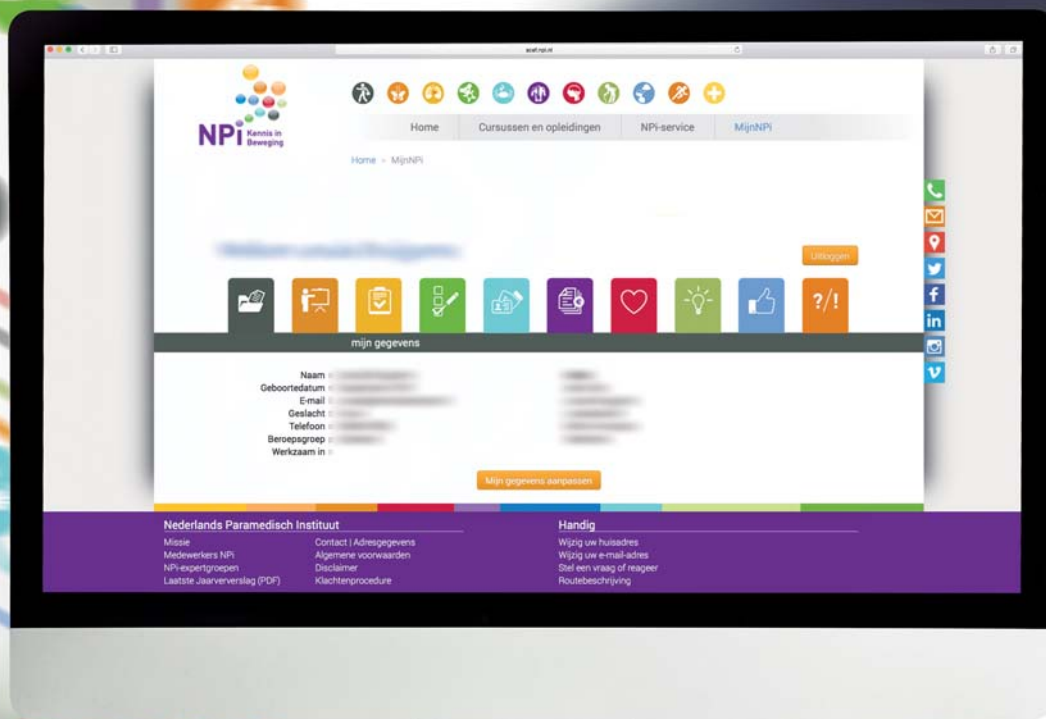 NPi Kennis in
Beweging
Home Cursussen en opleidingen NPi-service MijnNPi
Home > MijnNPi
Uitloggen
?/!
mijn gegevens
Naam
Geboortedatum
E-mail
Geslacht
Telefoon
Beroepsgroep
Werkzaam in
Mijn gegevens aanpassen
Nederlands Paramedisch Instituut
Missie Contact | Adresgegevens
Medewerkers NPi Algemene voorwaarden
NPi-expertgroepen Disclaimer
Laatste Jaarververslag (PDF) Klachtenprocedure
Handig
Wijzig uw huisadres
Wijzig uw e-mail-adres
Stel een vraag of reageer
Routebeschrijving